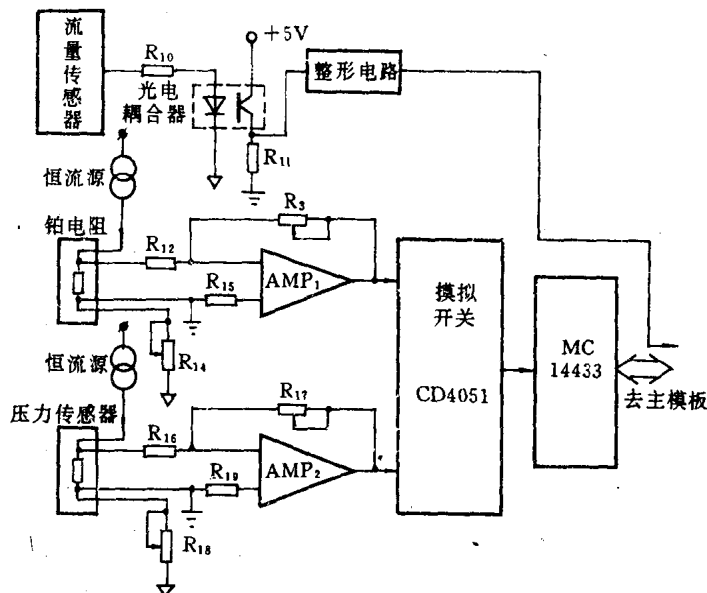 流量传感器
R10
光电
耦合器
+5V
整形电路
R11
恒流源
铂电阻
R12
R3
R15
AMP1
R14
摸拟
开关
CD4051
MC
14433
去主模板
恒流源
压力传感器
R16
R17
R19
AMP2
R18